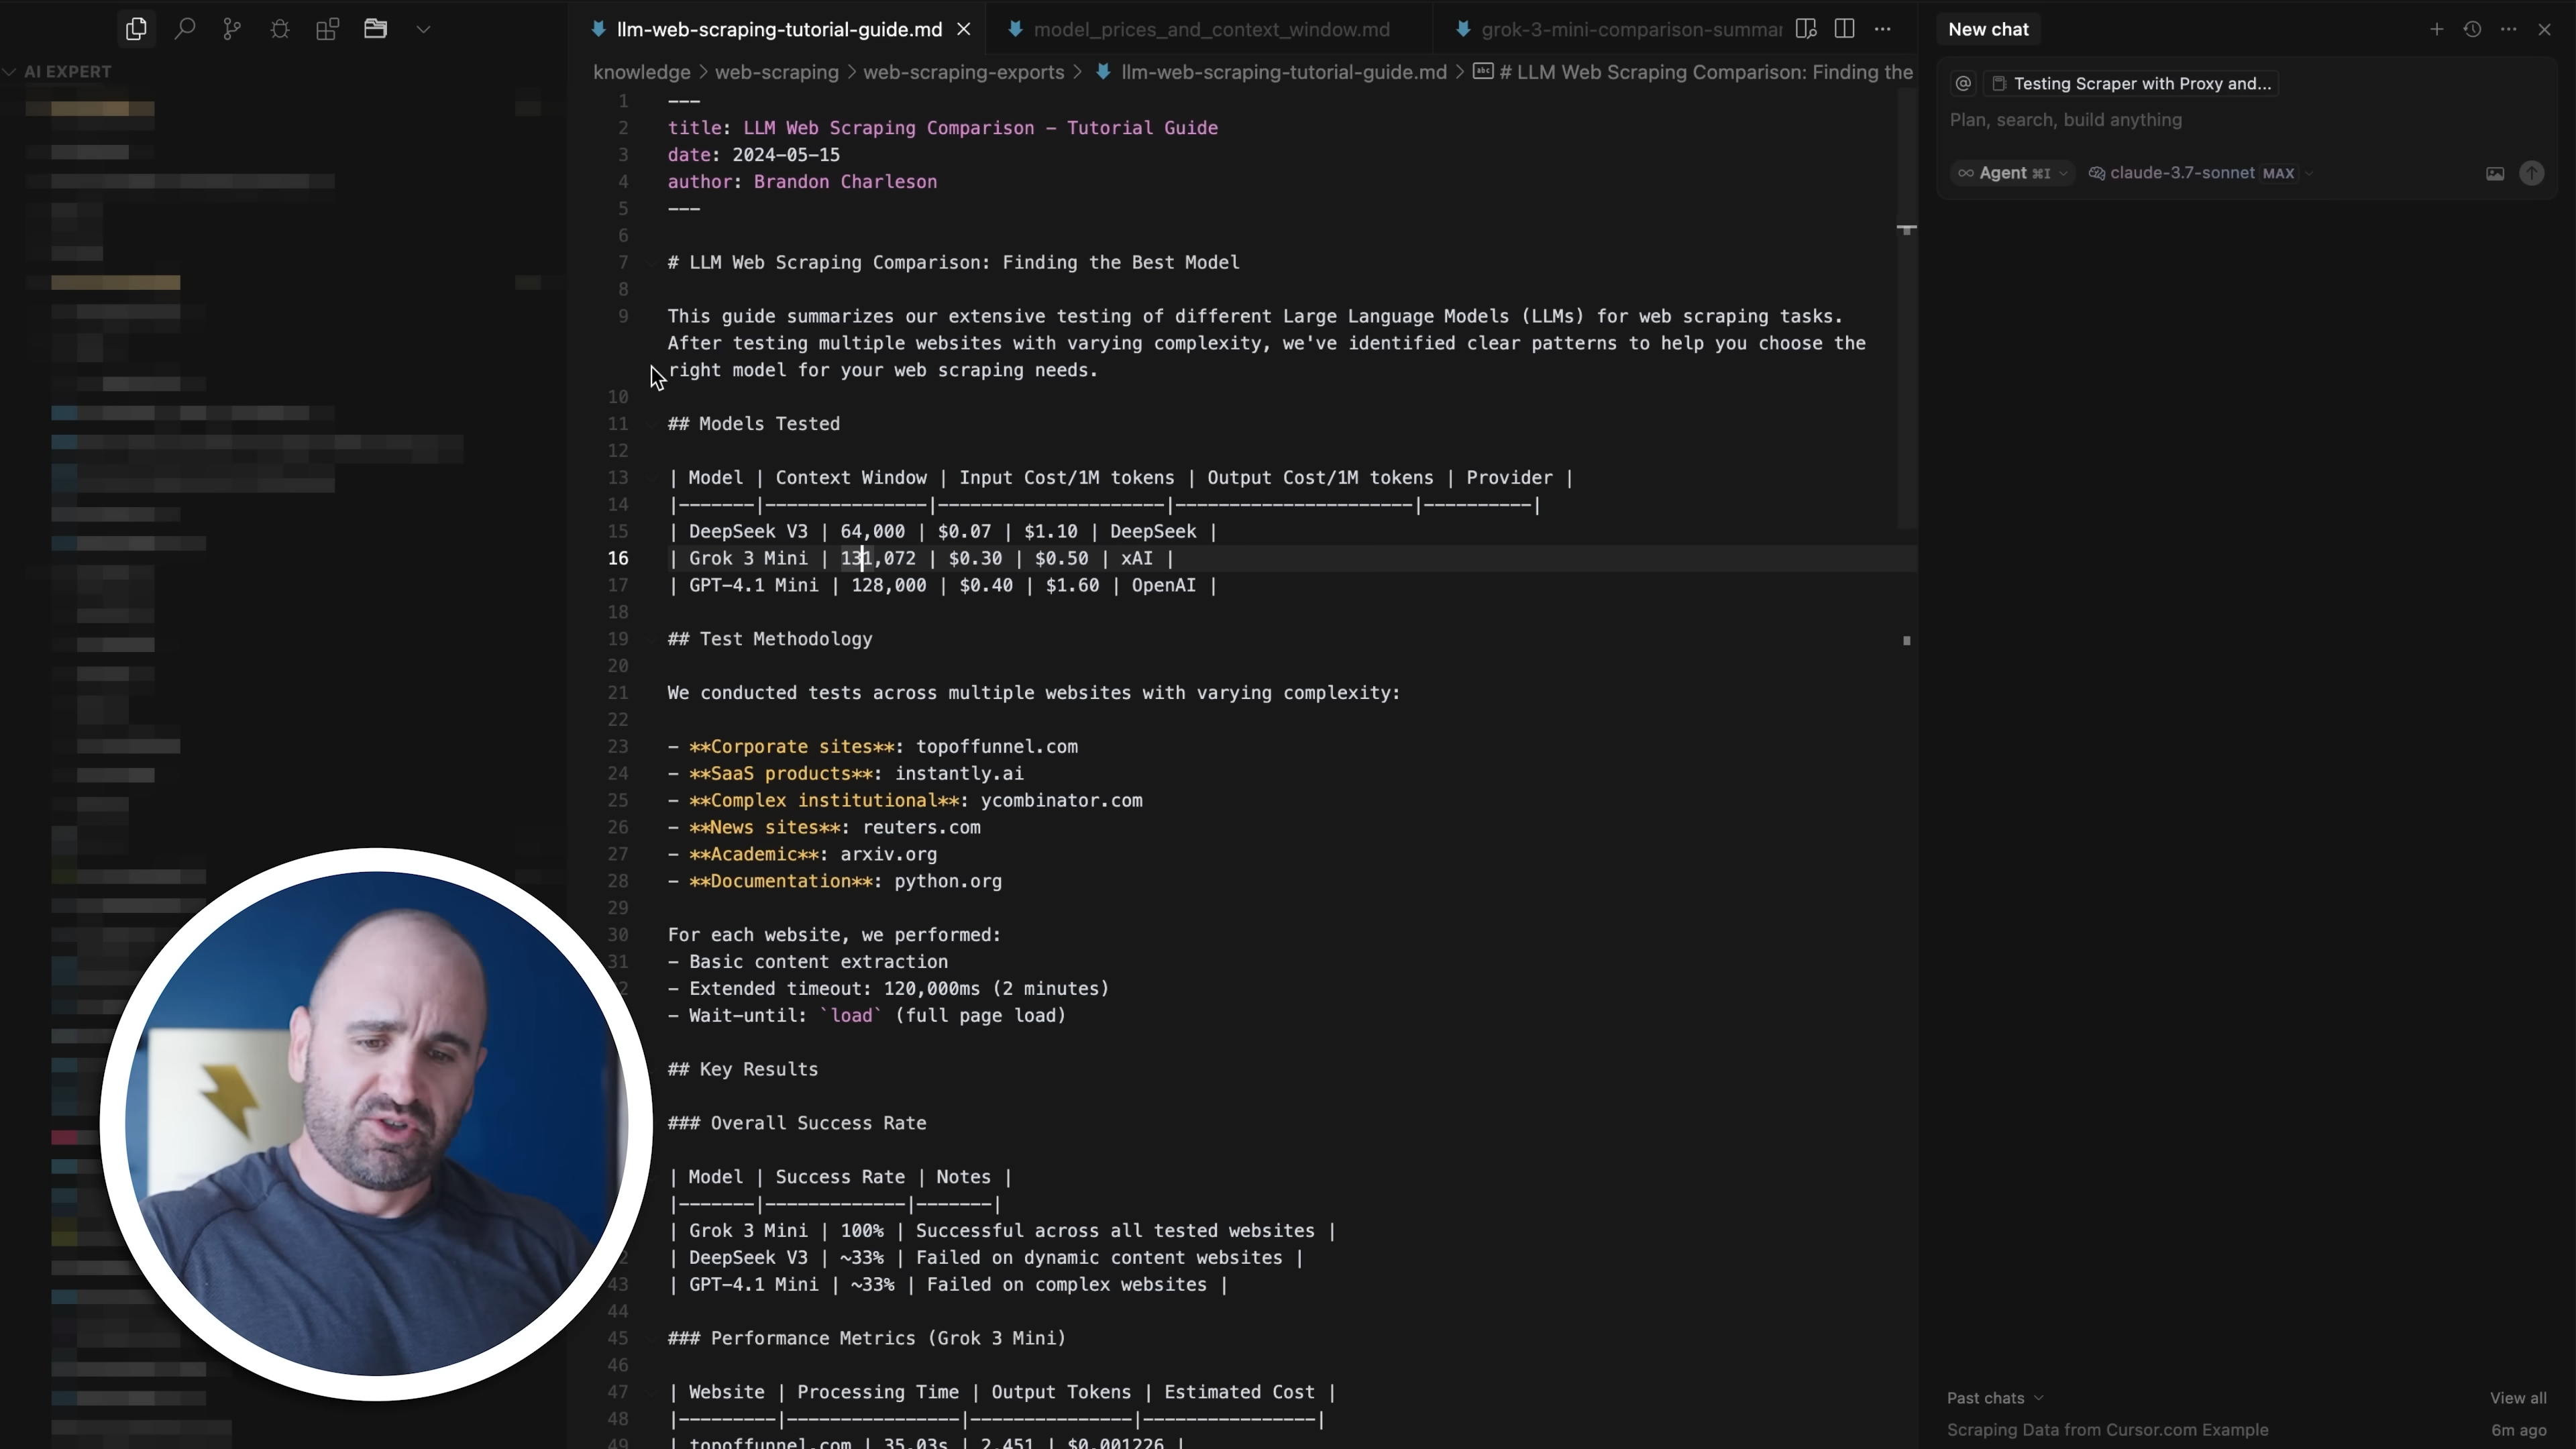 llm-web-scraping-tutorial-guide.md
model_prices_and_context_window.md
grok-3-mini-comparison-summar
New chat
AI EXPERT
knowledge > web-scraping > web-scraping-exports > llm-web-scraping-tutorial-guide.md > # LLM Web Scraping Comparison: Finding the
@ Testing Scraper with Proxy and...
Plan, search, build anything
Agent ⌘I claude-3.7-sonnet MAX
1 ---
2 title: LLM Web Scraping Comparison - Tutorial Guide
3 date: 2024-05-15
4 author: Brandon Charleson
5 ---
6
7 # LLM Web Scraping Comparison: Finding the Best Model
8
9 This guide summarizes our extensive testing of different Large Language Models (LLMs) for web scraping tasks.
After testing multiple websites with varying complexity, we've identified clear patterns to help you choose the
right model for your web scraping needs.
10
11 ## Models Tested
12
13 | Model | Context Window | Input Cost/1M tokens | Output Cost/1M tokens | Provider |
14 |-------|---------------|---------------------|----------------------|----------|
15 | DeepSeek V3 | 64,000 | $0.07 | $1.10 | DeepSeek |
16 | Grok 3 Mini | 131,072 | $0.30 | $0.50 | xAI |
17 | GPT-4.1 Mini | 128,000 | $0.40 | $1.60 | OpenAI |
18
19 ## Test Methodology
20
21 We conducted tests across multiple websites with varying complexity:
22
23 - **Corporate sites**: topoffunnel.com
24 - **SaaS products**: instantly.ai
25 - **Complex institutional**: ycombinator.com
26 - **News sites**: reuters.com
27 - **Academic**: arxiv.org
28 - **Documentation**: python.org
29
30 For each website, we performed:
31 - Basic content extraction
2 - Extended timeout: 120,000ms (2 minutes)
- Wait-until: `load` (full page load)
## Key Results
### Overall Success Rate
| Model | Success Rate | Notes |
|-------|-------------|-------|
| Grok 3 Mini | 100% | Successful across all tested websites |
2 | DeepSeek V3 | ~33% | Failed on dynamic content websites |
43 | GPT-4.1 Mini | ~33% | Failed on complex websites |
44
45 ### Performance Metrics (Grok 3 Mini)
46
47 | Website | Processing Time | Output Tokens | Estimated Cost |
48 |---------|----------------|---------------|----------------|
49 | topoffunnel.com | 35.03s | 2,451 | $0.001226 |
Past chats
View all
Scraping Data from Cursor.com Example
6m ago